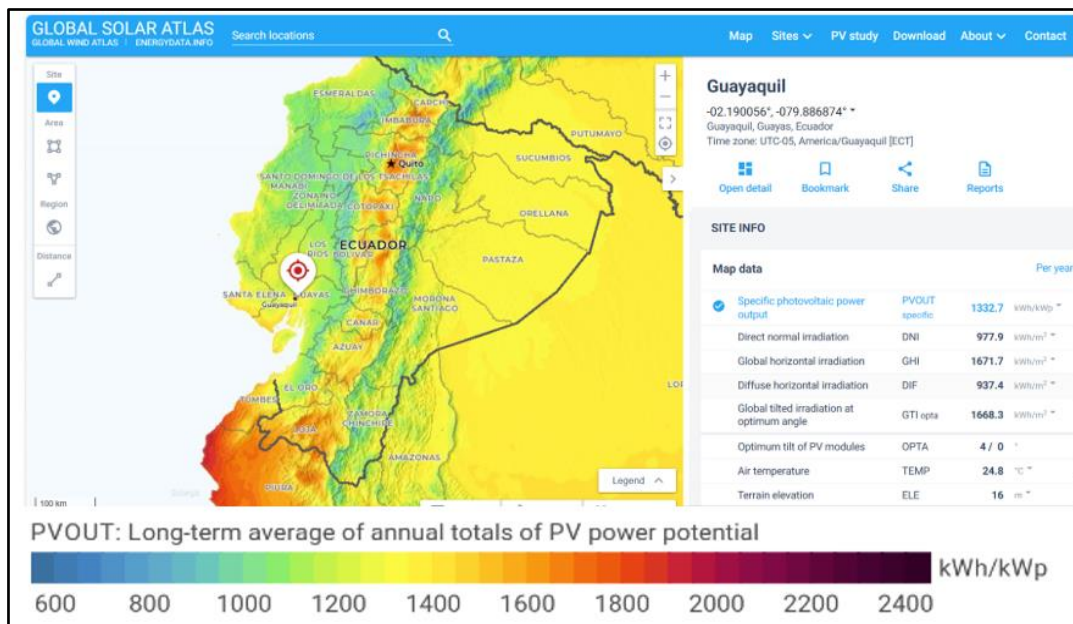 GLOBAL SOLAR ATLAS
GLOBAL WIND ATLAS | ENERGYDATA.INFO
Search locations
Map Sites PV study Download About Contact
Site
Area
Region
Distance
ESMERALDAS
CARCHI
IMBABURA
PUTUMAYO
PICHINCHA
Quito
SUCUMBIOS
SANTO DOMINGO DE LOS TSACHILAS
MANABI
ZONA NO
DELIMITADA
COTOPAXI
NAPO
ORELLANA
LOS
RIOS
BOLIVAR
ECUADOR
PASTAZA
SANTA ELENA
GUAYAS
Guayaquil
CHIMBORAZO
MORONA
SANTIAGO
CANAR
AZUAY
EL ORO
TUMBES
ZAMORA
CHINCHIPE
LOJA
AMAZONAS
PIURA
100 km
Legend
Guayaquil
-02.190056°, -079.886874°
Guayaquil, Guayas, Ecuador
Time zone: UTC-05, America/Guayaquil [ECT]
Open detail Bookmark Share Reports
SITE INFO
Map data Per year
Specific photovoltaic power output PVOUT specific 1332.7 kWh/kWp
Direct normal irradiation DNI 977.9 kWh/m²
Global horizontal irradiation GHI 1671.7 kWh/m²
Diffuse horizontal irradiation DIF 937.4 kWh/m²
Global tilted irradiation at optimum angle GTI opta 1668.3 kWh/m²
Optimum tilt of PV modules OPTA 4 / 0 °
Air temperature TEMP 24.8 °C
Terrain elevation ELE 16 m
PVOUT: Long-term average of annual totals of PV power potential
kWh/kWp
600 800 1000 1200 1400 1600 1800 2000 2200 2400